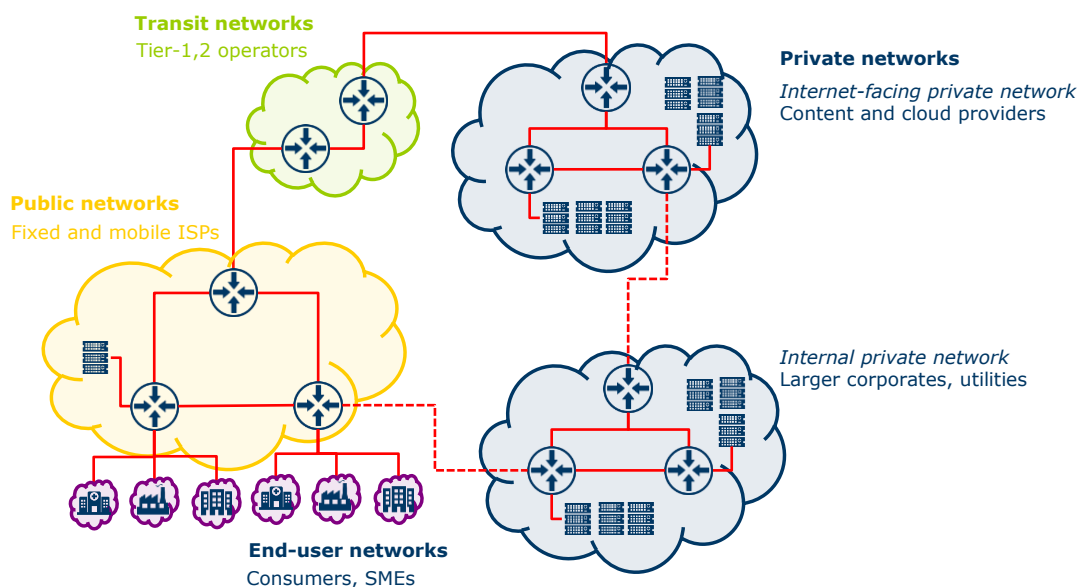 Transit networks
Tier-1,2 operators
Private networks
Internet-facing private network
Content and cloud providers
Public networks
Fixed and mobile ISPs
Internal private network
Larger corporates, utilities
End-user networks
Consumers, SMEs